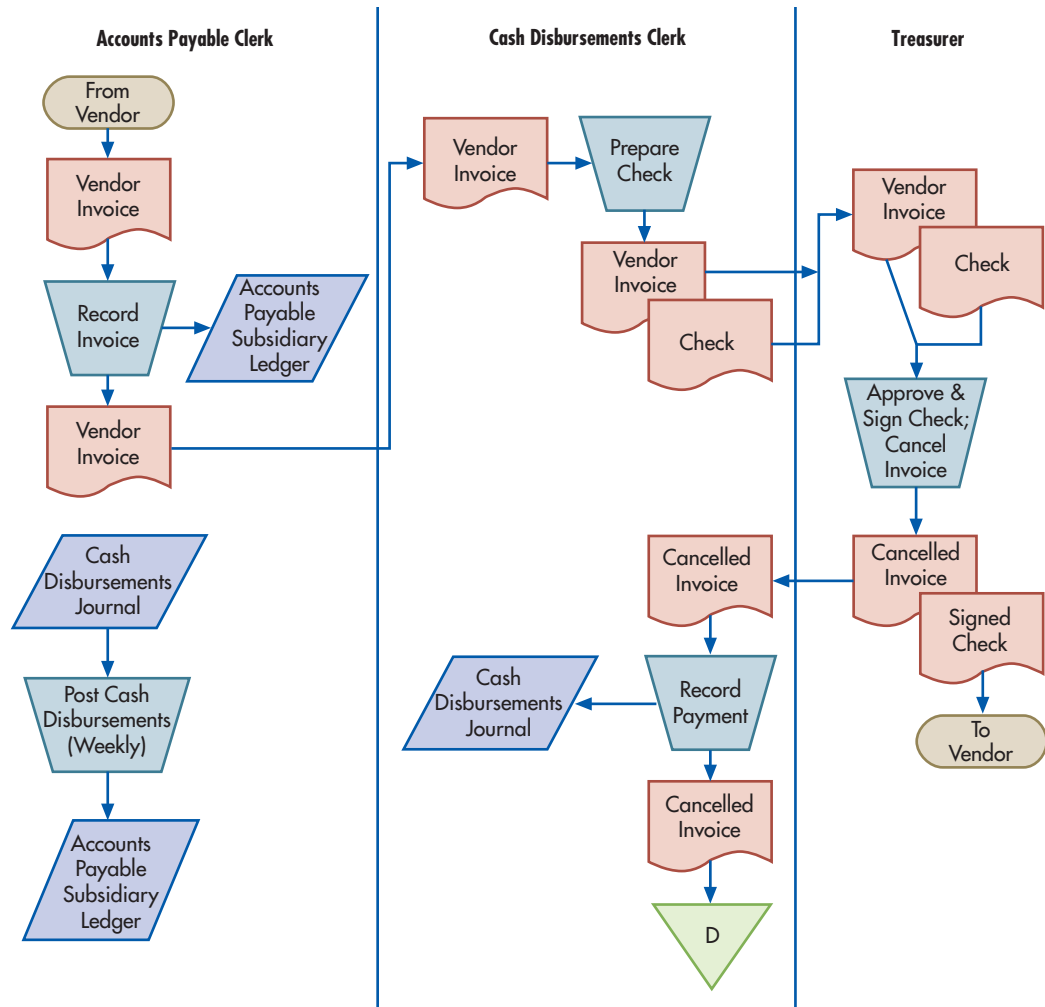 Accounts Payable Clerk
From
Vendor
Vendor
Invoice
Record
Invoice
Accounts
Payable
Subsidiary
Ledger
Vendor
Invoice
Cash
Disbursements
Journal
Post Cash
Disbursements
(Weekly)
Accounts
Payable
Subsidiary
Ledger
Cash Disbursements Clerk
Vendor
Invoice
Prepare
Check
Vendor
Invoice
Check
Cancelled
Invoice
Record
Payment
Cash
Disbursements
Journal
Cancelled
Invoice
D
Treasurer
Vendor
Invoice
Check
Approve &
Sign Check;
Cancel
Invoice
Cancelled
Invoice
Signed
Check
To
Vendor